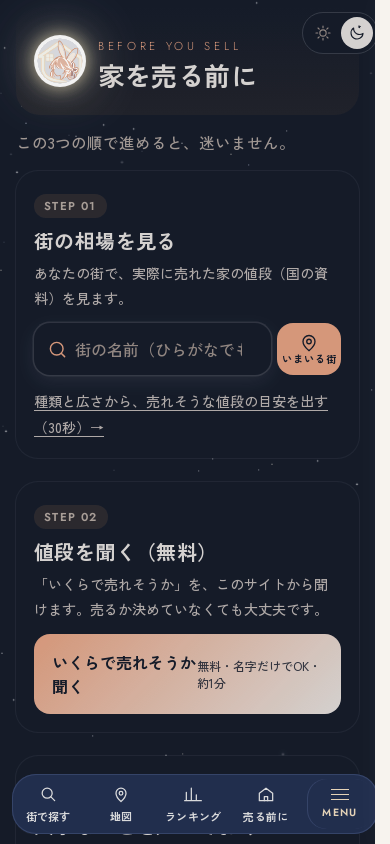 BEFORE YOU SELL
家を売る前に
この3つの順で進めると、迷いません。
STEP 01
街の相場を見る
あなたの街で、実際に売れた家の値段（国の資
料）を見ます。
街の名前（ひらがなで
いまいる街
種類と広さから、売れそうな値段の目安を出す
（30秒）→
STEP 02
値段を聞く（無料）
「いくらで売れそうか」を、このサイトから聞
けます。売るか決めていなくても大丈夫です。
いくらで売れそうか
聞く
無料・名字だけでOK・
約1分
街で探す
地図
ランキング
売る前に
MENU